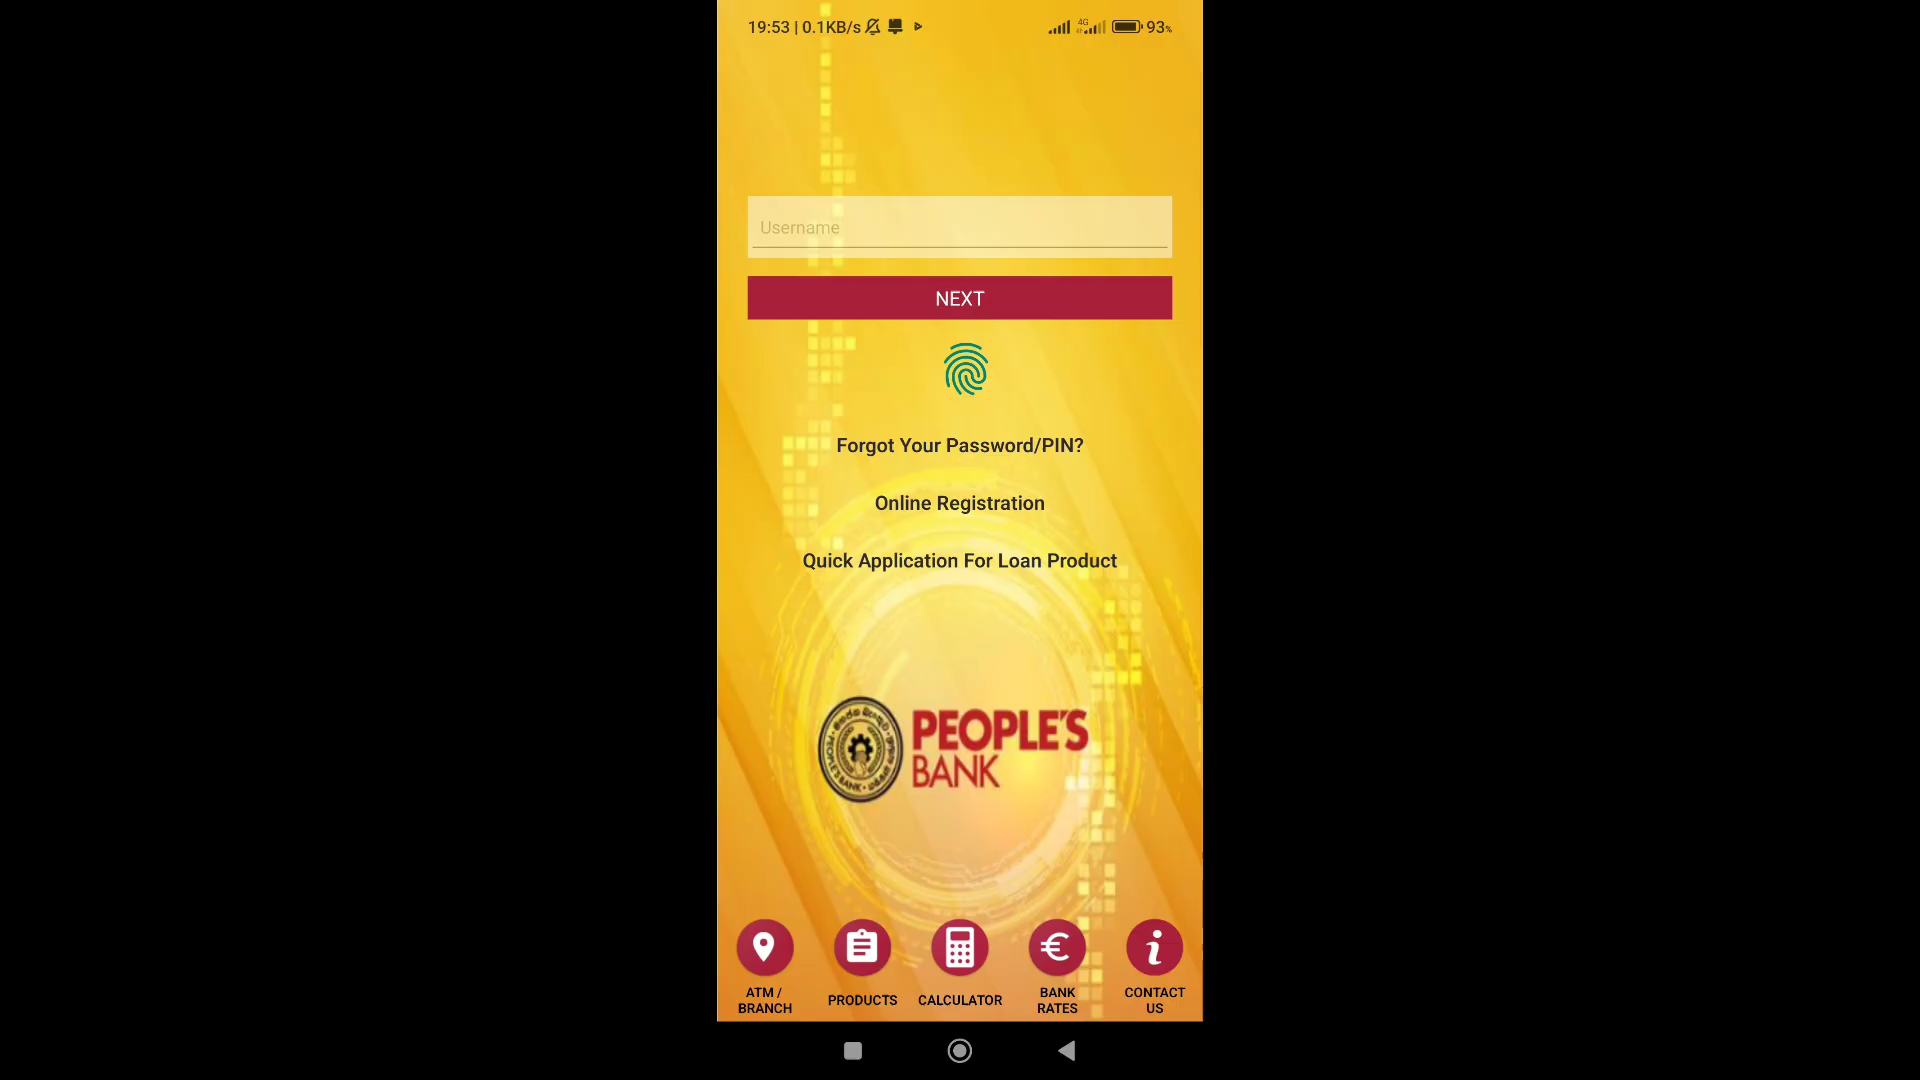 19:53 | 0.1KB/s
4G
93%
Username
NEXT
Forgot Your Password/PIN?
Online Registration
Quick Application For Loan Product
PEOPLE'S
BANK
ATM /
BRANCH
PRODUCTS
CALCULATOR
BANK
RATES
CONTACT
US